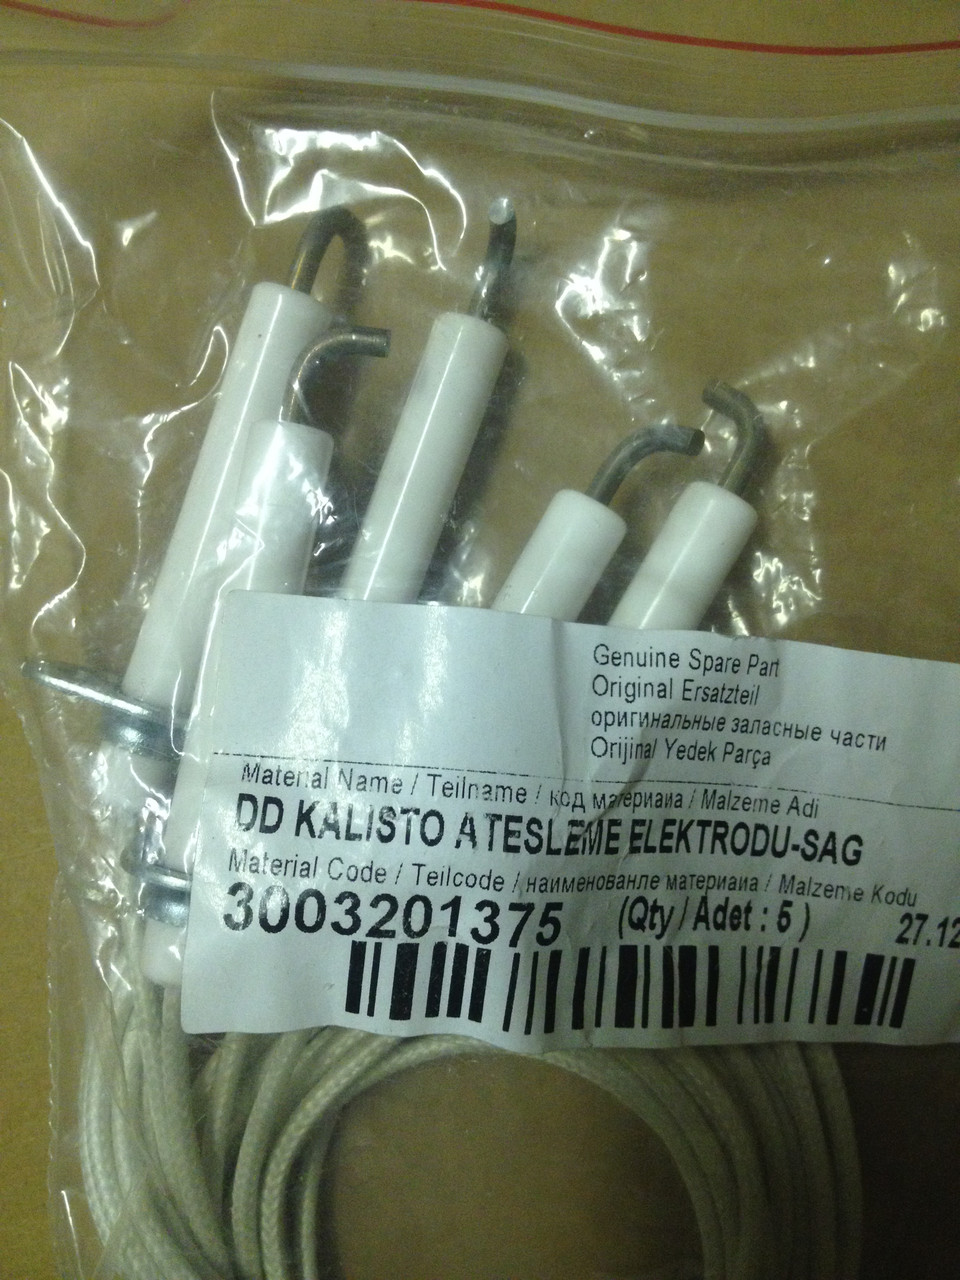 Genuine Spare Part
Original Ersatzteil
оригинальные заласные части
Orijinal Yedek Parça
Material Name / Teilname / код материаиа / Malzeme Adi
DD KALISTO ATESLEME ELEKTRODU-SAG
Material Code / Teilcode / наименованле материаиа / Malzeme Kodu
3003201375 (Qty / Adet : 5 ) 27.12